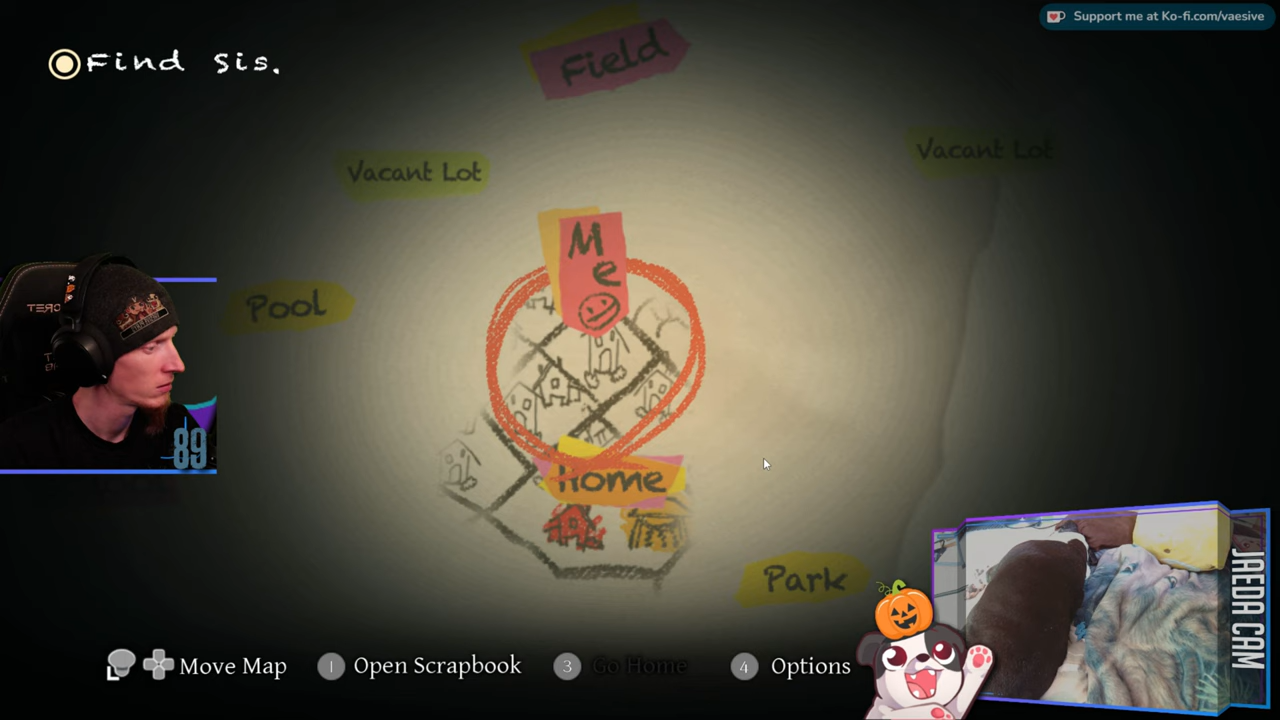 Support me at Ko-fi.com/vaesive
Find Sis.
Field
Vacant Lot
Vacant Lot
Me
Pool
Home
Park
89
JAEDA CAM
L Move Map 1 Open Scrapbook 3 Go Home 4 Options